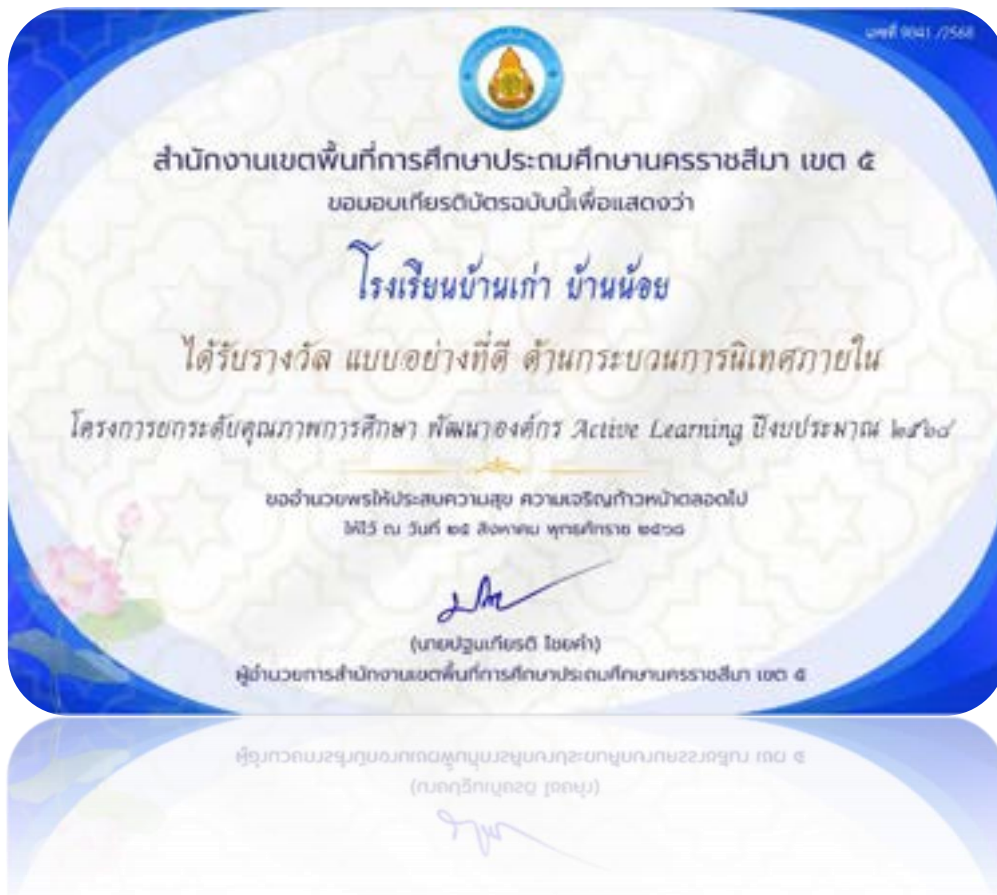 เลขที่ 9041 /2568
สำนักงานเขตพื้นที่การศึกษาประถมศึกษานครราชสีมา เขต ๕
ขอมอบเกียรติบัตรฉบับนี้เพื่อแสดงว่า
โรงเรียนบ้านเก่า บ้านน้อย
ได้รับรางวัล แบบอย่างที่ดี ด้านกระบวนการนิเทศภายใน
โครงการยกระดับคุณภาพการศึกษา พัฒนาองค์กร Active Learning ปีงบประมาณ ๒๕๖๘
ขออำนวยพรให้ประสบความสุข ความเจริญก้าวหน้าตลอดไป
ให้ไว้ ณ วันที่ ๒๕ สิงหาคม พุทธศักราช ๒๕๖๘
(นายปฐมเกียรติ ไชยคำ)
ผู้อำนวยการสำนักงานเขตพื้นที่การศึกษาประถมศึกษานครราชสีมา เขต ๕